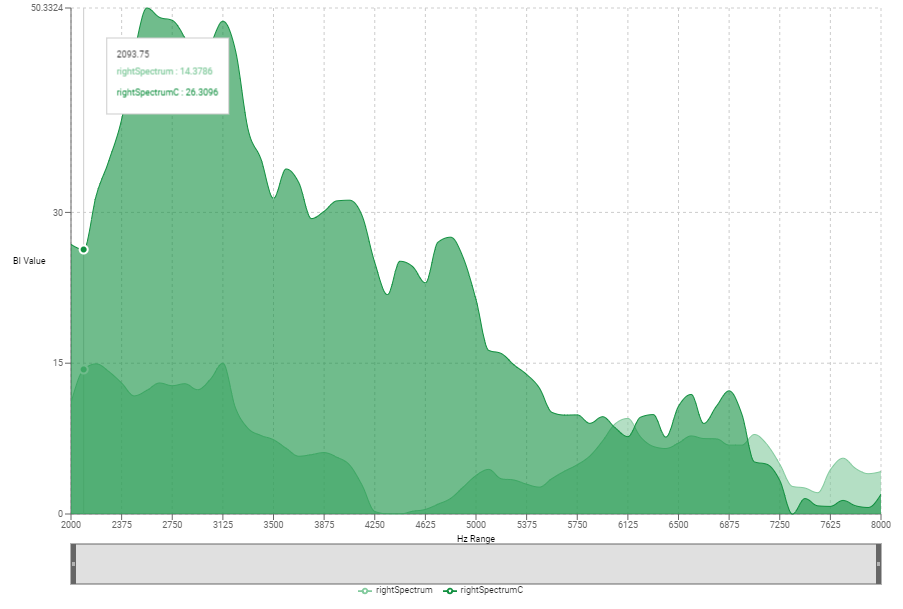 50.3324
2093.75
rightSpectrum : 14.3786
rightSpectrumC : 26.3096
30
BI Value
15
0
2000 2375 2750 3125 3500 3875 4250 4625 5000 5375 5750 6125 6500 6875 7250 7625 8000
Hz Range
rightSpectrum rightSpectrumC